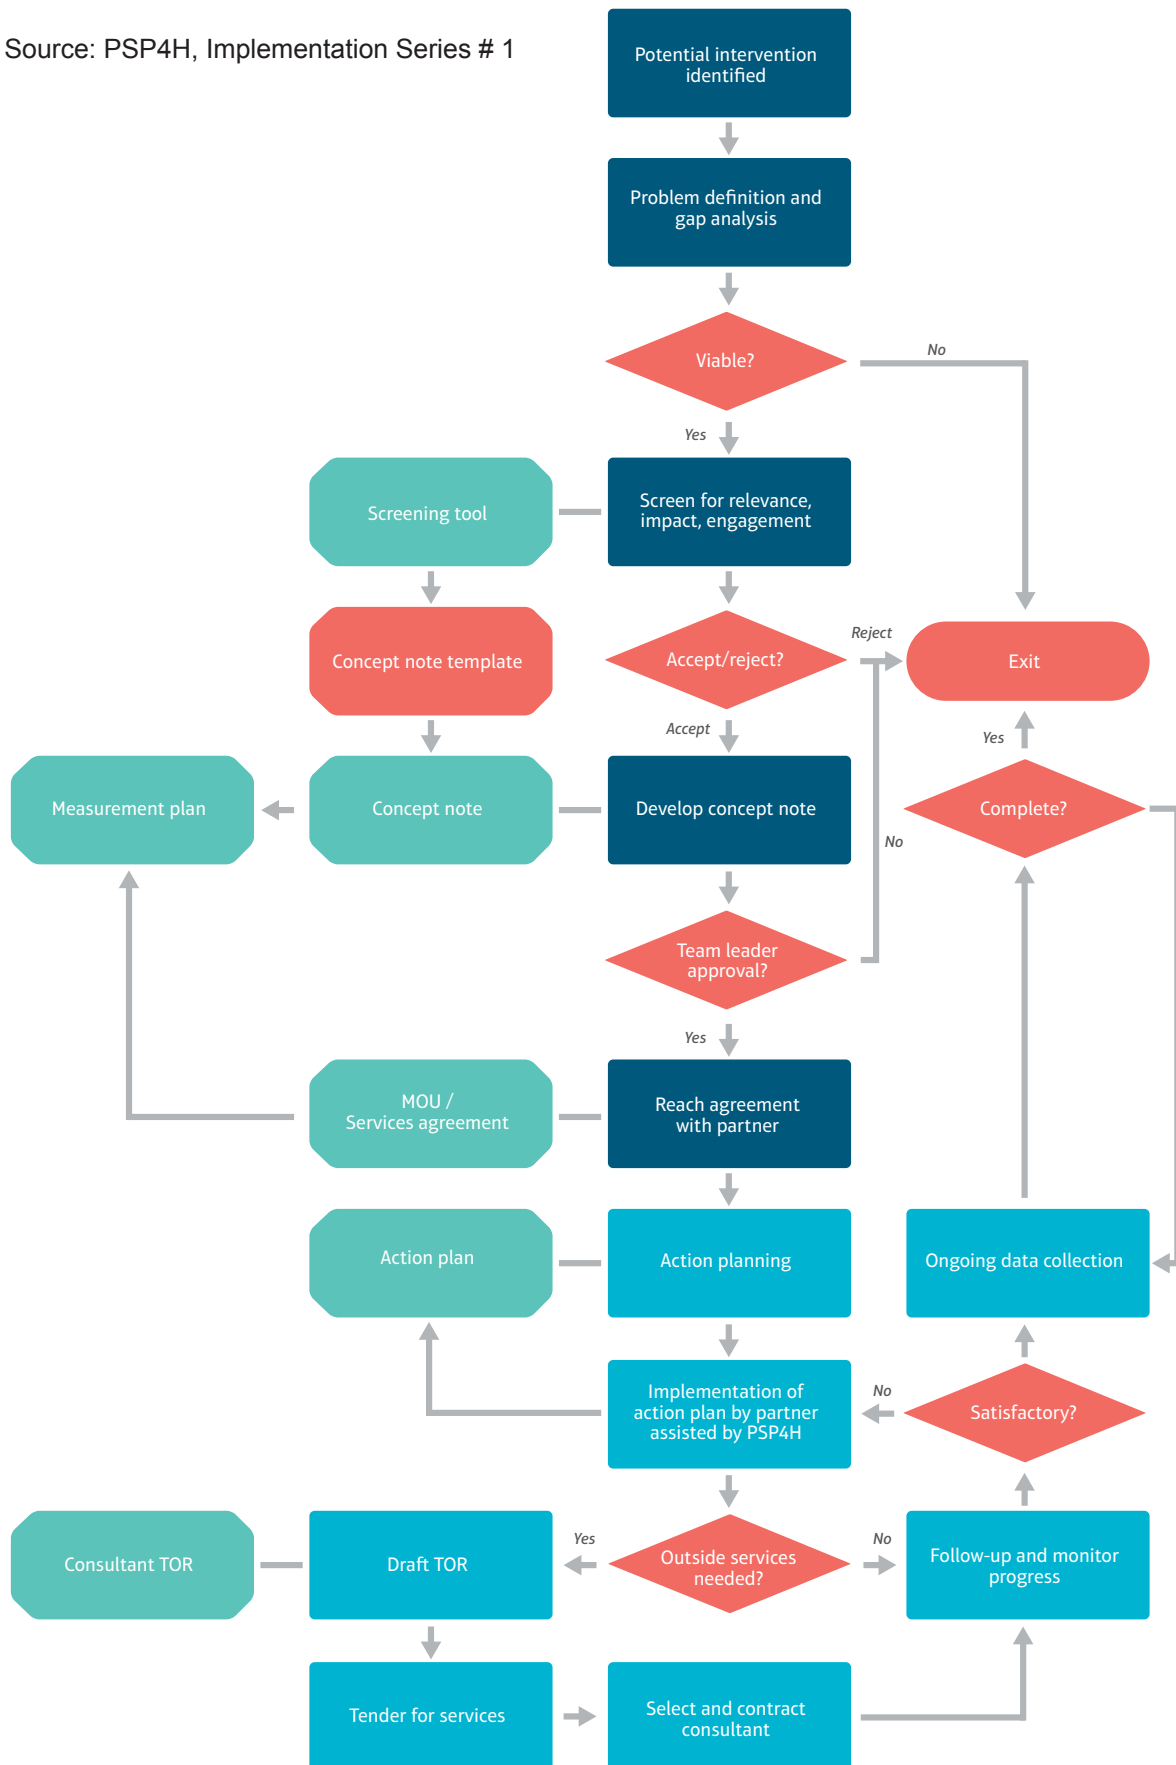 Source: PSP4H, Implementation Series # 1
Potential intervention
identified
Problem definition and
gap analysis
Viable?
No
Yes
Screening tool
Screen for relevance,
impact, engagement
Concept note template
Accept/reject?
Reject
Exit
Accept
Yes
Measurement plan
Concept note
Develop concept note
Complete?
No
Team leader
approval?
Yes
MOU /
Services agreement
Reach agreement
with partner
Action plan
Action planning
Ongoing data collection
Implementation of
action plan by partner
assisted by PSP4H
No
Satisfactory?
Consultant TOR
Yes
Draft TOR
Outside services
needed?
No
Follow-up and monitor
progress
Tender for services
Select and contract
consultant